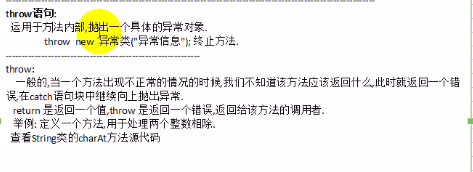 throw语句:
运用于方法内部,抛出一个具体的异常对象.
throw new 异常类("异常信息"); 终止方法.
throw:
一般的,当一个方法出现不正常的情况的时候,我们不知道该方法应该返回什么,此时就返回一个错
误,在catch语句块中继续向上抛出异常.
return 是返回一个值,throw 是返回一个错误,返回给该方法的调用者.
举例: 定义一个方法,用于处理两个整数相除.
查看String类的charAt方法源代码